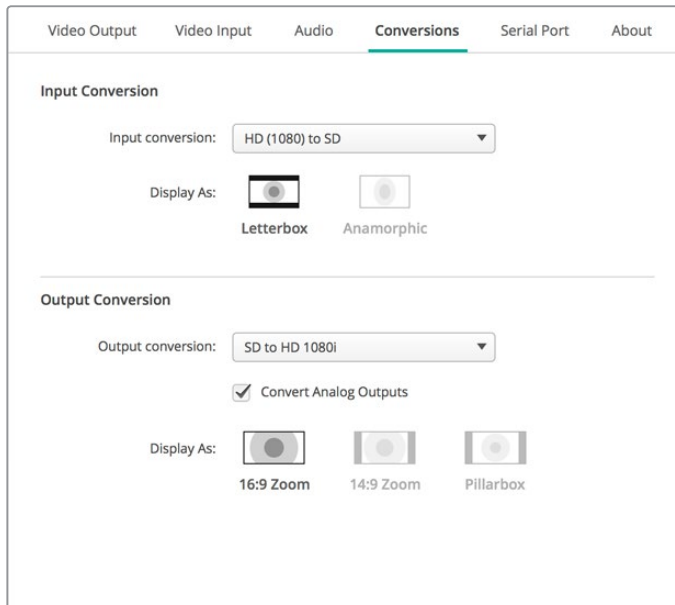 Video Output Video Input Audio Conversions Serial Port About
Input Conversion
Input conversion: HD (1080) to SD
Display As:
Letterbox Anamorphic
Output Conversion
Output conversion: SD to HD 1080i
Convert Analog Outputs
Display As:
16:9 Zoom 14:9 Zoom Pillarbox